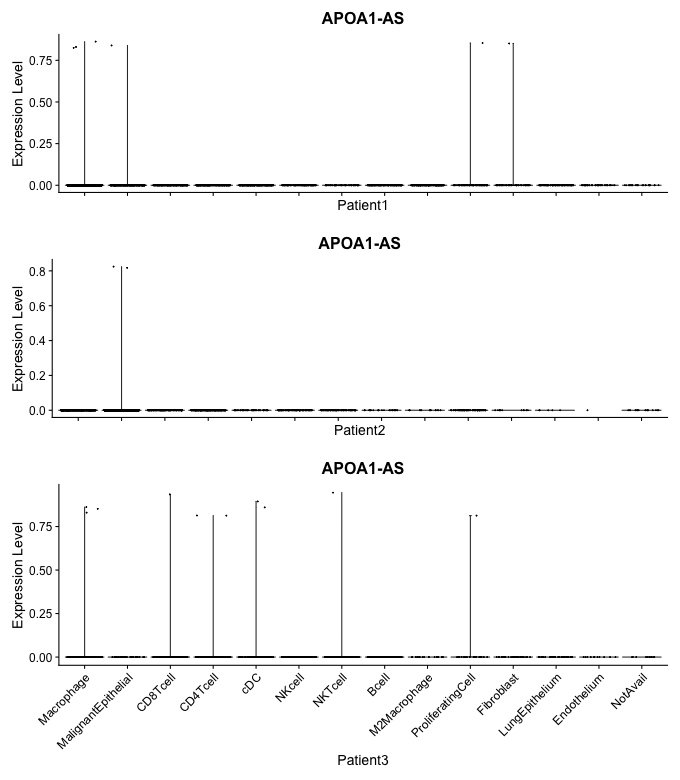 APOA1-AS
Expression Level
0.75
0.50
0.25
0.00
Patient1
APOA1-AS
Expression Level
0.8
0.6
0.4
0.2
0.0
Patient2
APOA1-AS
Expression Level
0.75
0.50
0.25
0.00
Macrophage
MalignantEpithelial
CD8Tcell
CD4Tcell
cDC
NKcell
NKTcell
Bcell
M2Macrophage
ProliferatingCell
Fibroblast
LungEpithelium
Endothelium
NotAvail
Patient3